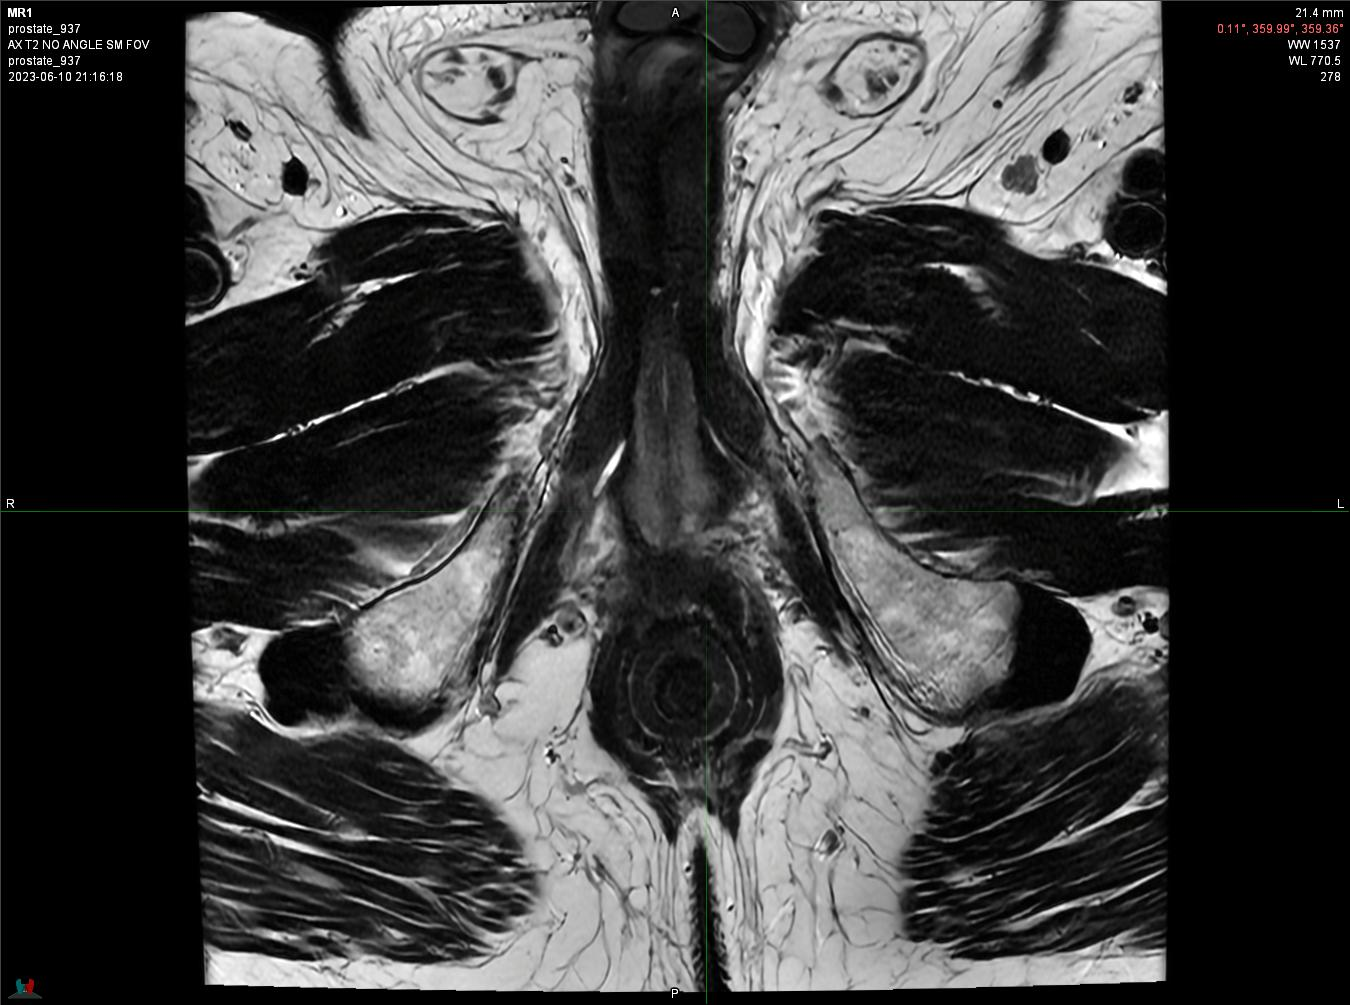 MR1
prostate_937
AX T2 NO ANGLE SM FOV
prostate_937
2023-06-10 21:16:18
A
21.4 mm
0.11°, 359.99°, 359.36°
WW 1537
WL 770.5
278
R
L
P